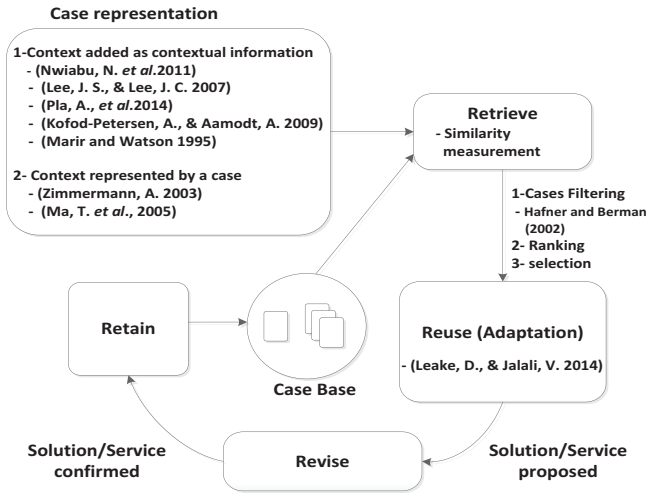 Case representation
1-Context added as contextual information
- (Nwiabu, N. et al.2011)
- (Lee, J. S., & Lee, J. C. 2007)
- (Pla, A., et al.2014)
- (Kofod-Petersen, A., & Aamodt, A. 2009)
- (Marir and Watson 1995)
2- Context represented by a case
- (Zimmermann, A. 2003)
- (Ma, T. et al., 2005)
Retrieve
- Similarity
measurement
1-Cases Filtering
- Hafner and Berman
(2002)
2- Ranking
3- selection
Reuse (Adaptation)
- (Leake, D., & Jalali, V. 2014)
Retain
Case Base
Solution/Service
confirmed
Revise
Solution/Service
proposed